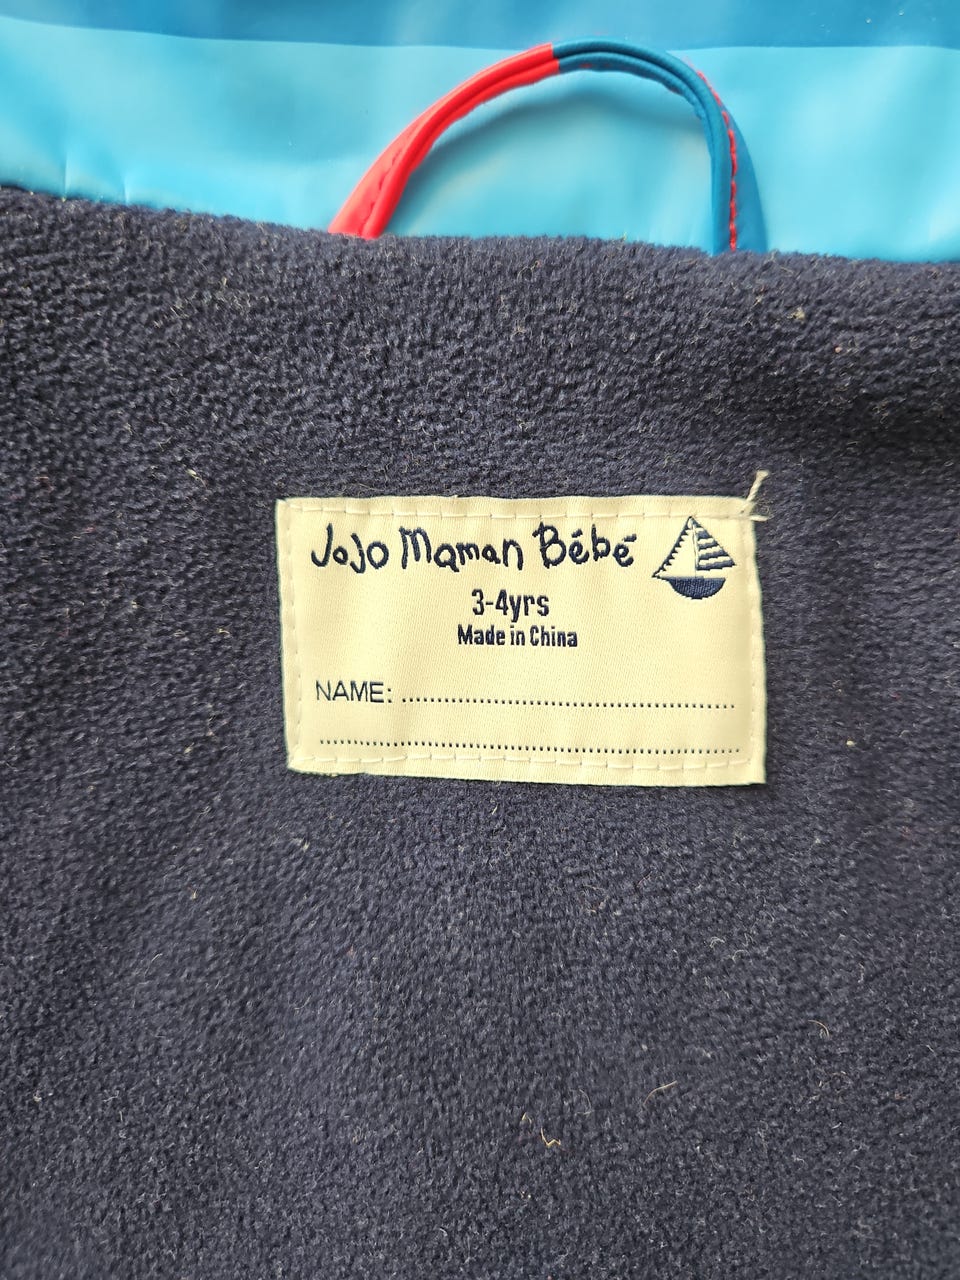 JoJo Maman Bébé
3-4yrs
Made in China
NAME: ........................................................
........................................................................